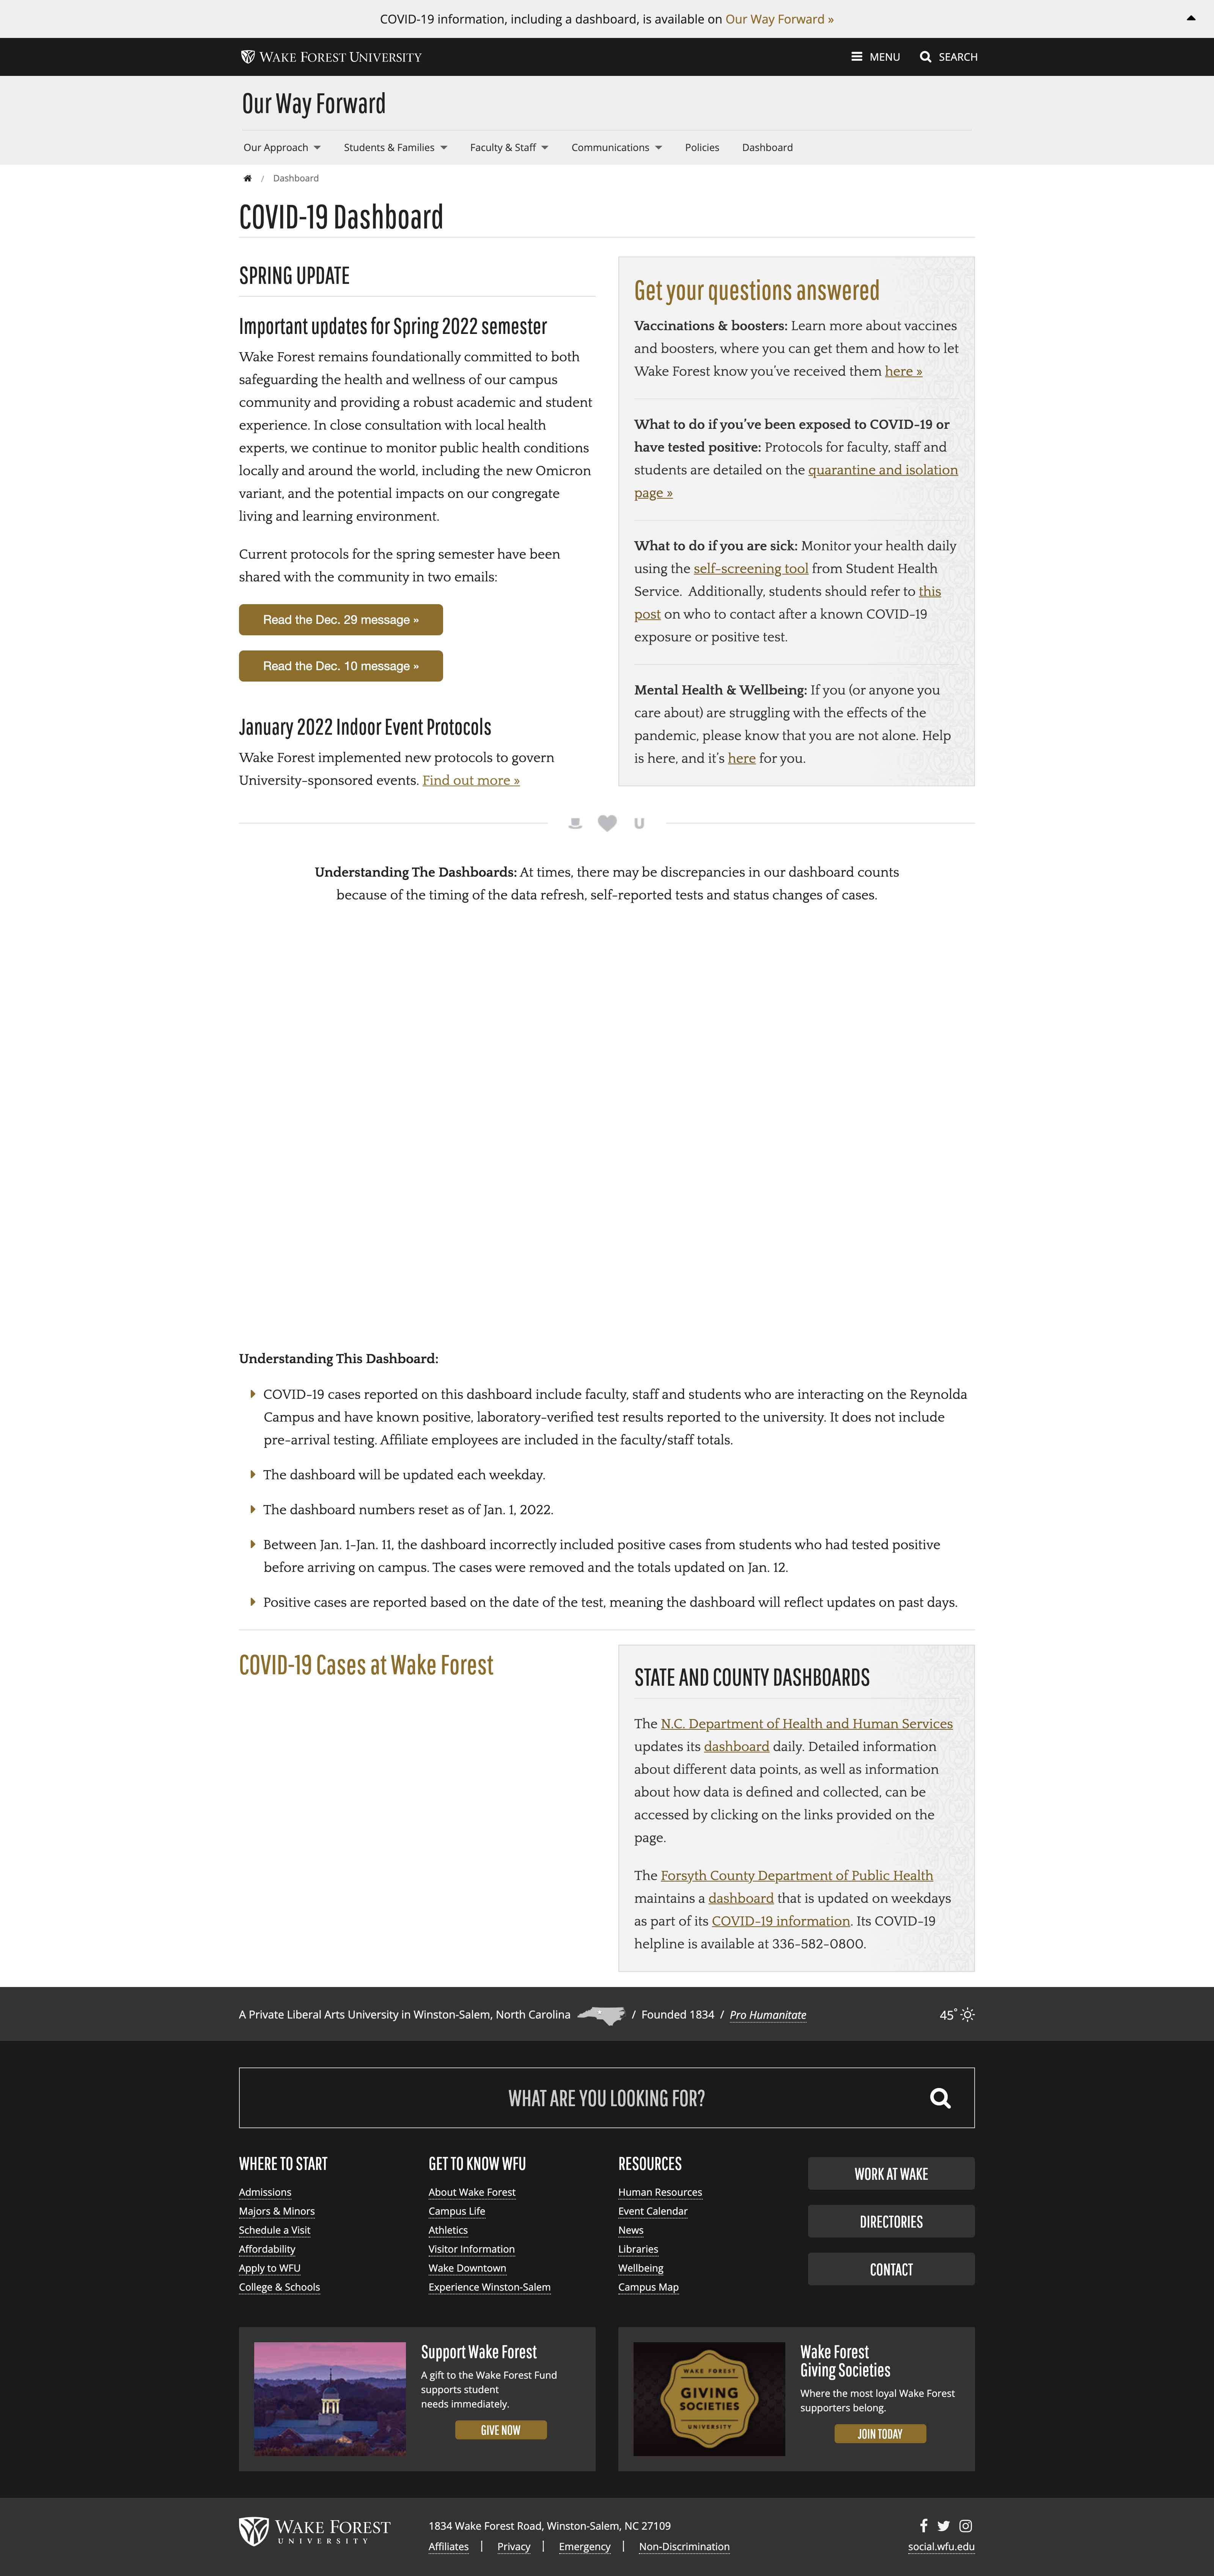 COVID-19 information, including a dashboard, is available on Our Way Forward »
WAKE FOREST UNIVERSITY
MENU
SEARCH
Our Way Forward
Our Approach
Students & Families
Faculty & Staff
Communications
Policies
Dashboard
/ Dashboard
COVID-19 Dashboard
SPRING UPDATE
Important updates for Spring 2022 semester
Wake Forest remains foundationally committed to both
safeguarding the health and wellness of our campus
community and providing a robust academic and student
experience. In close consultation with local health
experts, we continue to monitor public health conditions
locally and around the world, including the new Omicron
variant, and the potential impacts on our congregate
living and learning environment.
Current protocols for the spring semester have been
shared with the community in two emails:
Read the Dec. 29 message »
Read the Dec. 10 message »
January 2022 Indoor Event Protocols
Wake Forest implemented new protocols to govern
University-sponsored events. Find out more »
Get your questions answered
Vaccinations & boosters: Learn more about vaccines
and boosters, where you can get them and how to let
Wake Forest know you’ve received them here »
What to do if you’ve been exposed to COVID-19 or
have tested positive: Protocols for faculty, staff and
students are detailed on the quarantine and isolation
page »
What to do if you are sick: Monitor your health daily
using the self-screening tool from Student Health
Service. Additionally, students should refer to this
post on who to contact after a known COVID-19
exposure or positive test.
Mental Health & Wellbeing: If you (or anyone you
care about) are struggling with the effects of the
pandemic, please know that you are not alone. Help
is here, and it’s here for you.
U
Understanding The Dashboards: At times, there may be discrepancies in our dashboard counts
because of the timing of the data refresh, self-reported tests and status changes of cases.
Understanding This Dashboard:
COVID-19 cases reported on this dashboard include faculty, staff and students who are interacting on the Reynolda
Campus and have known positive, laboratory-verified test results reported to the university. It does not include
pre-arrival testing. Affiliate employees are included in the faculty/staff totals.
The dashboard will be updated each weekday.
The dashboard numbers reset as of Jan. 1, 2022.
Between Jan. 1-Jan. 11, the dashboard incorrectly included positive cases from students who had tested positive
before arriving on campus. The cases were removed and the totals updated on Jan. 12.
Positive cases are reported based on the date of the test, meaning the dashboard will reflect updates on past days.
COVID-19 Cases at Wake Forest
STATE AND COUNTY DASHBOARDS
The N.C. Department of Health and Human Services
updates its dashboard daily. Detailed information
about different data points, as well as information
about how data is defined and collected, can be
accessed by clicking on the links provided on the
page.
The Forsyth County Department of Public Health
maintains a dashboard that is updated on weekdays
as part of its COVID-19 information. Its COVID-19
helpline is available at 336-582-0800.
A Private Liberal Arts University in Winston-Salem, North Carolina / Founded 1834 / Pro Humanitate
45°
WHAT ARE YOU LOOKING FOR?
WHERE TO START
Admissions
Majors & Minors
Schedule a Visit
Affordability
Apply to WFU
College & Schools
GET TO KNOW WFU
About Wake Forest
Campus Life
Athletics
Visitor Information
Wake Downtown
Experience Winston-Salem
RESOURCES
Human Resources
Event Calendar
News
Libraries
Wellbeing
Campus Map
WORK AT WAKE
DIRECTORIES
CONTACT
Support Wake Forest
A gift to the Wake Forest Fund
supports student
needs immediately.
GIVE NOW
WAKE FOREST
GIVING
SOCIETIES
UNIVERSITY
Wake Forest
Giving Societies
Where the most loyal Wake Forest
supporters belong.
JOIN TODAY
WAKE FOREST
UNIVERSITY
1834 Wake Forest Road, Winston-Salem, NC 27109
Affiliates | Privacy | Emergency | Non-Discrimination
social.wfu.edu